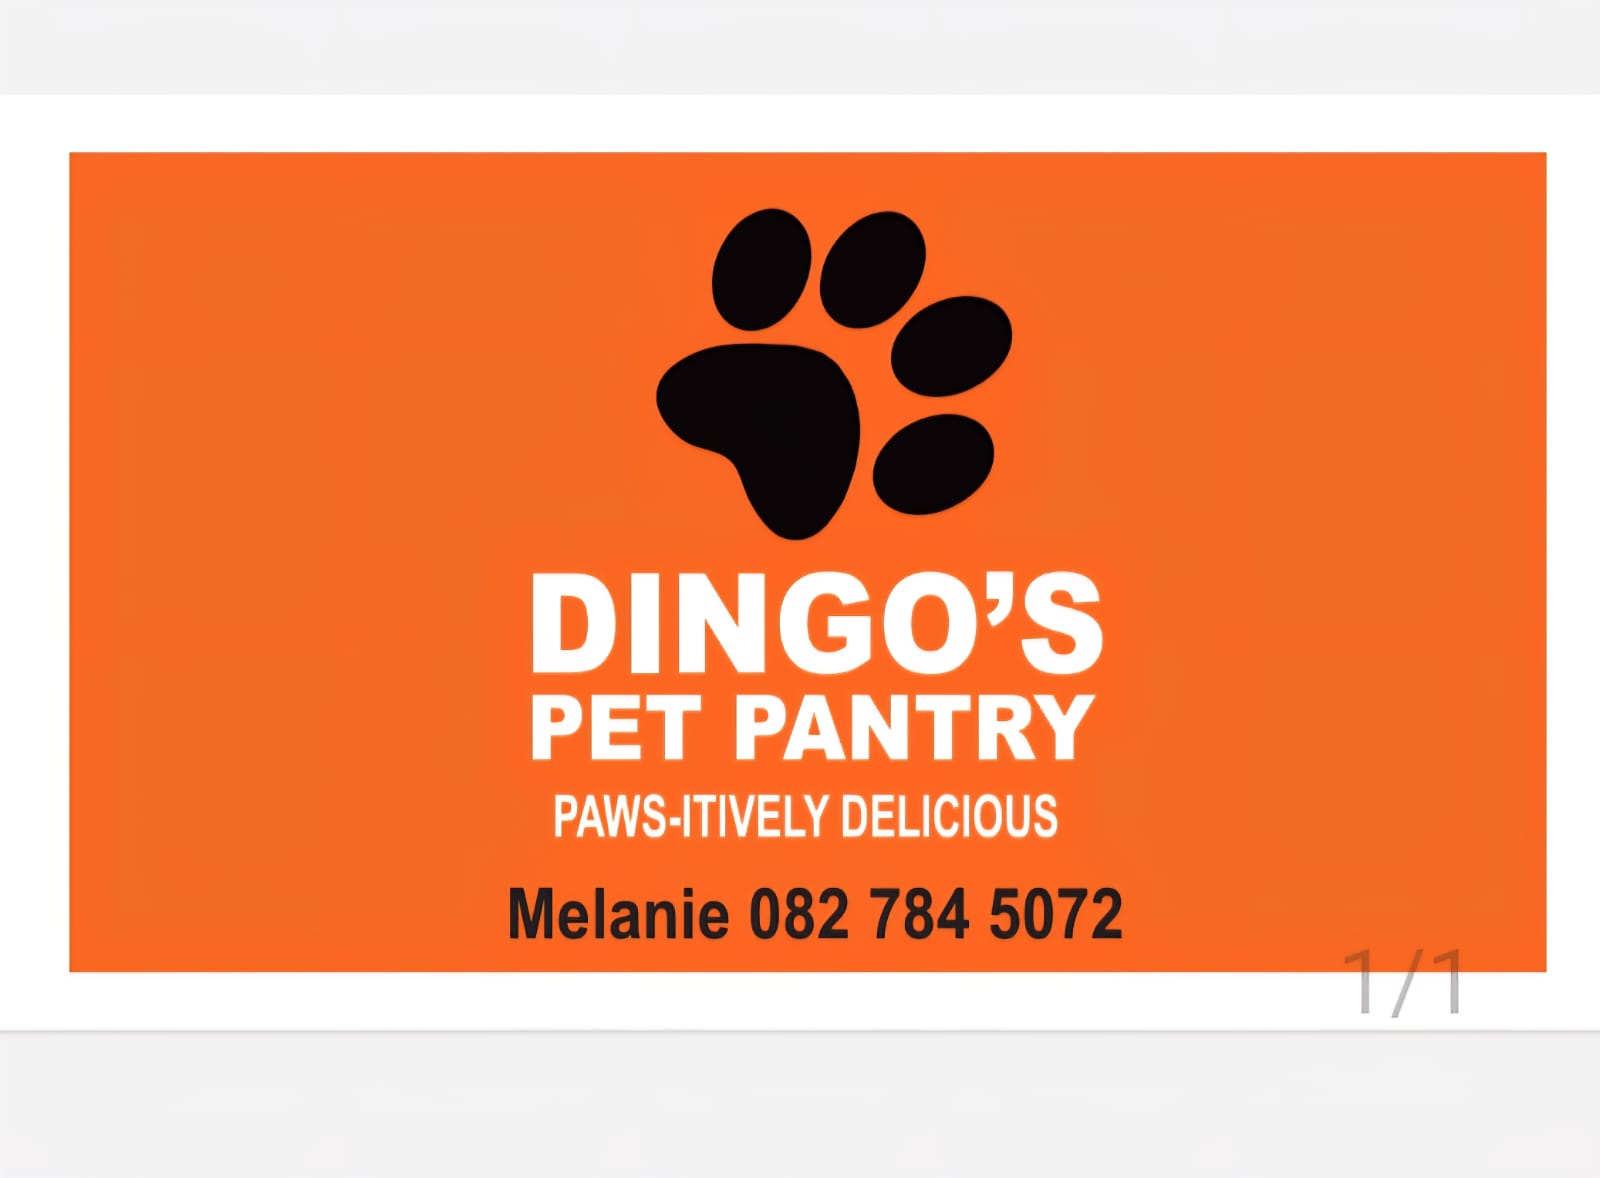 DINGO’S
PET PANTRY
PAWS-ITIVELY DELICIOUS
Melanie 082 784 5072
1/1